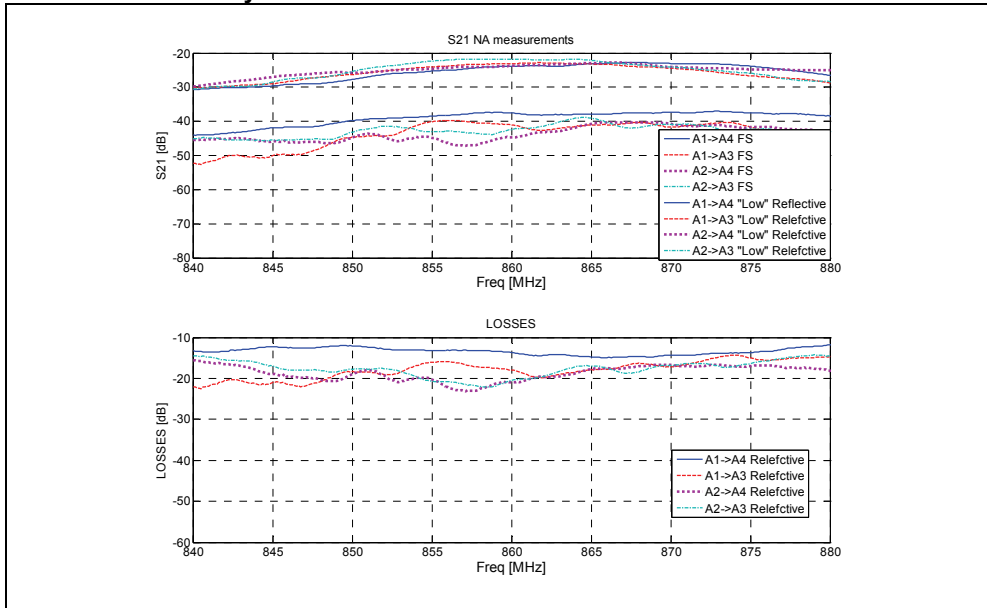 S21 NA measurements
-20
-30
-40
-50
-60
-70
-80
S21 [dB]
840
845
850
855
860
865
870
875
880
Freq [MHz]
A1->A4 FS
A1->A3 FS
A2->A4 FS
A2->A3 FS
A1->A4 "Low" Reflective
A1->A3 "Low" Relefctive
A2->A4 "Low" Relefctive
A2->A3 "Low" Relefctive
LOSSES
-10
-20
-30
-40
-50
-60
LOSSES [dB]
840
845
850
855
860
865
870
875
880
Freq [MHz]
A1->A4 Relefctive
A1->A3 Relefctive
A2->A4 Relefctive
A2->A3 Relefctive